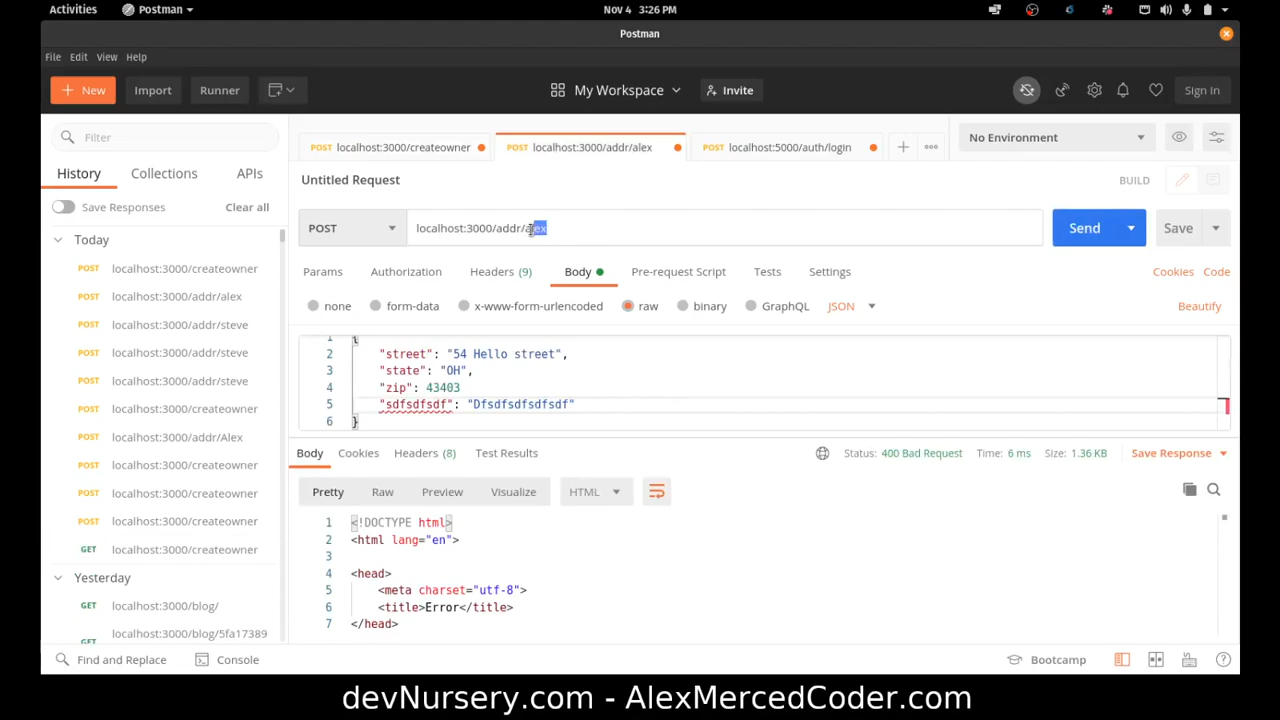 Activities Postman Nov 4 3:26 PM
Postman
File Edit View Help
New Import Runner My Workspace Invite Sign In
Filter
History Collections APIs
Save Responses Clear all
Today
POST localhost:3000/createowner
POST localhost:3000/addr/alex
POST localhost:3000/addr/steve
POST localhost:3000/addr/steve
POST localhost:3000/addr/steve
POST localhost:3000/createowner
POST localhost:3000/addr/Alex
POST localhost:3000/createowner
POST localhost:3000/createowner
POST localhost:3000/createowner
GET localhost:3000/createowner
Yesterday
GET localhost:3000/blog/
GET localhost:3000/blog/5fa17389
POST localhost:3000/createowner POST localhost:3000/addr/alex POST localhost:5000/auth/login No Environment
Untitled Request BUILD
POST localhost:3000/addr/alex Send Save
Params Authorization Headers (9) Body Pre-request Script Tests Settings Cookies Code
none form-data x-www-form-urlencoded raw binary GraphQL JSON Beautify
1 {
2 "street": "54 Hello street",
3 "state": "OH",
4 "zip": 43403
5 "sdfsdfsdf": "Dfsdfsdfsdfsdf"
6 }
Body Cookies Headers (8) Test Results Status: 400 Bad Request Time: 6 ms Size: 1.36 KB Save Response
Pretty Raw Preview Visualize HTML
1 <!DOCTYPE html>
2 <html lang="en">
3
4 <head>
5 <meta charset="utf-8">
6 <title>Error</title>
7 </head>
Find and Replace Console Bootcamp
devNursery.com - AlexMercedCoder.com